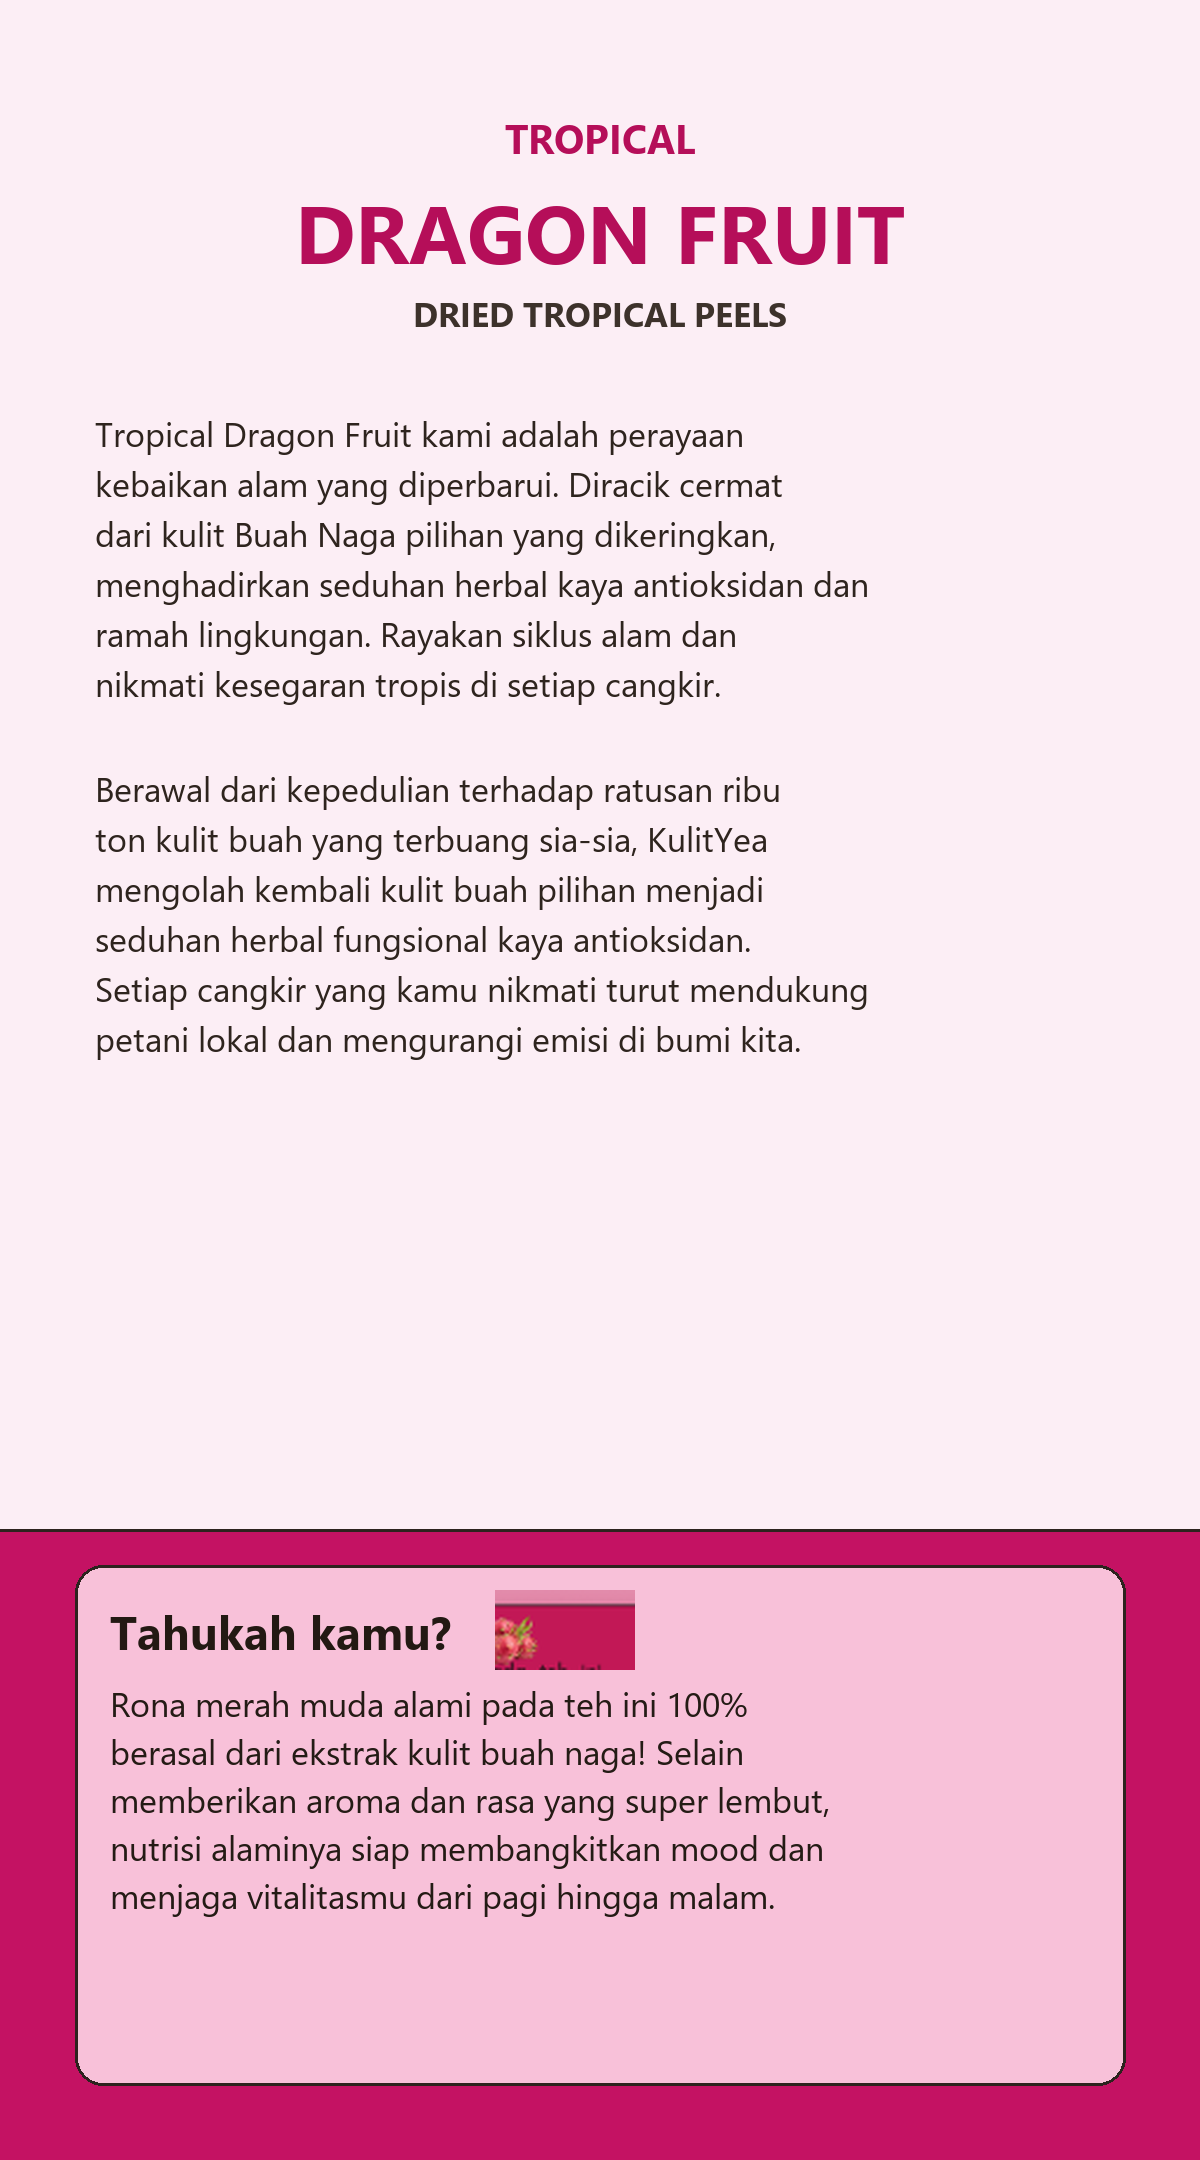 TROPICAL
DRAGON FRUIT
DRIED TROPICAL PEELS
Tropical Dragon Fruit kami adalah perayaan
kebaikan alam yang diperbarui. Diracik cermat
dari kulit Buah Naga pilihan yang dikeringkan,
menghadirkan seduhan herbal kaya antioksidan dan
ramah lingkungan. Rayakan siklus alam dan
nikmati kesegaran tropis di setiap cangkir.
Berawal dari kepedulian terhadap ratusan ribu
ton kulit buah yang terbuang sia-sia, KulitYea
mengolah kembali kulit buah pilihan menjadi
seduhan herbal fungsional kaya antioksidan.
Setiap cangkir yang kamu nikmati turut mendukung
petani lokal dan mengurangi emisi di bumi kita.
Tahukah kamu?
Rona merah muda alami pada teh ini 100%
berasal dari ekstrak kulit buah naga! Selain
memberikan aroma dan rasa yang super lembut,
nutrisi alaminya siap membangkitkan mood dan
menjaga vitalitasmu dari pagi hingga malam.